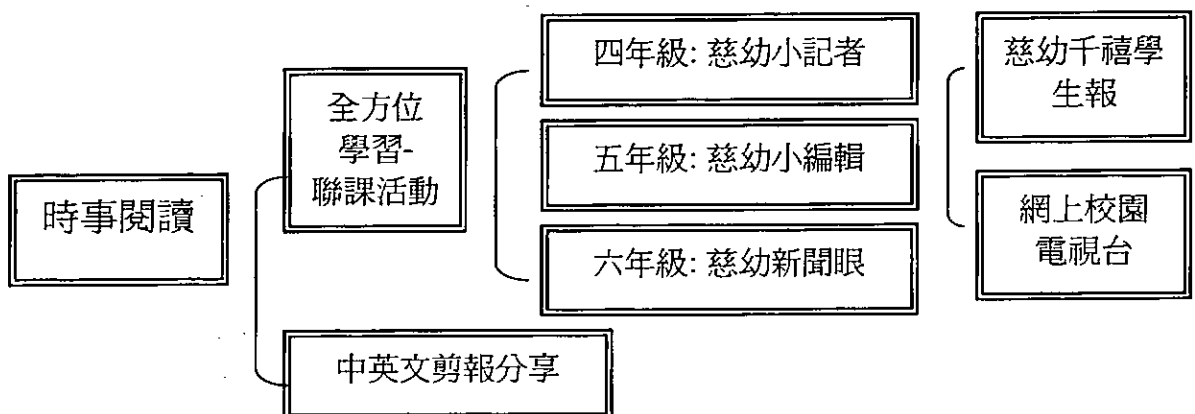 時事閱讀
全方位
學習-
聯課活動
中英文剪報分享
四年級: 慈幼小記者
五年級: 慈幼小編輯
六年級: 慈幼新聞眼
慈幼千禧學
生報
網上校園
電視台